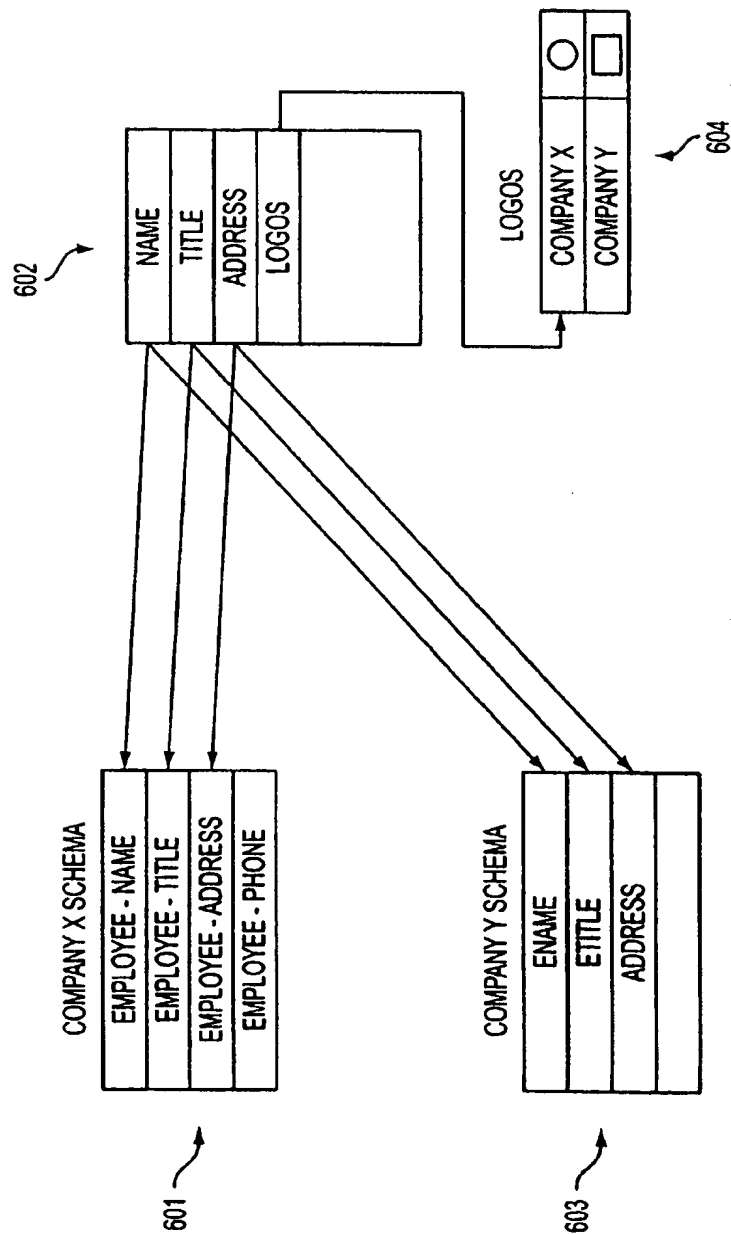 601
COMPANY X SCHEMA
EMPLOYEE - NAME
EMPLOYEE - TITLE
EMPLOYEE - ADDRESS
EMPLOYEE - PHONE
602
NAME
TITLE
ADDRESS
LOGOS
603
COMPANY Y SCHEMA
ENAME
ETITLE
ADDRESS
LOGOS
COMPANY X
COMPANY Y
604